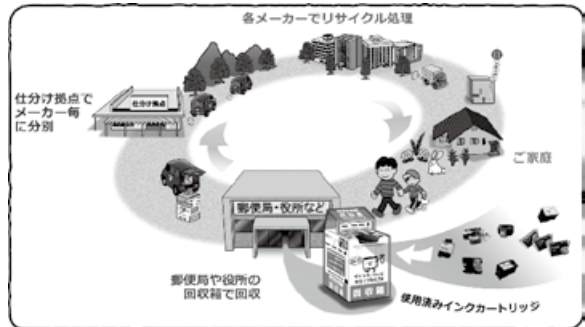 各メーカーでリサイクル処理
仕分け拠点で
メーカー毎
に分別
仕分け拠点
ご家庭
郵便局・役所など
回収箱
郵便局や役所の
回収箱で回収
使用済みインクカートリッジ